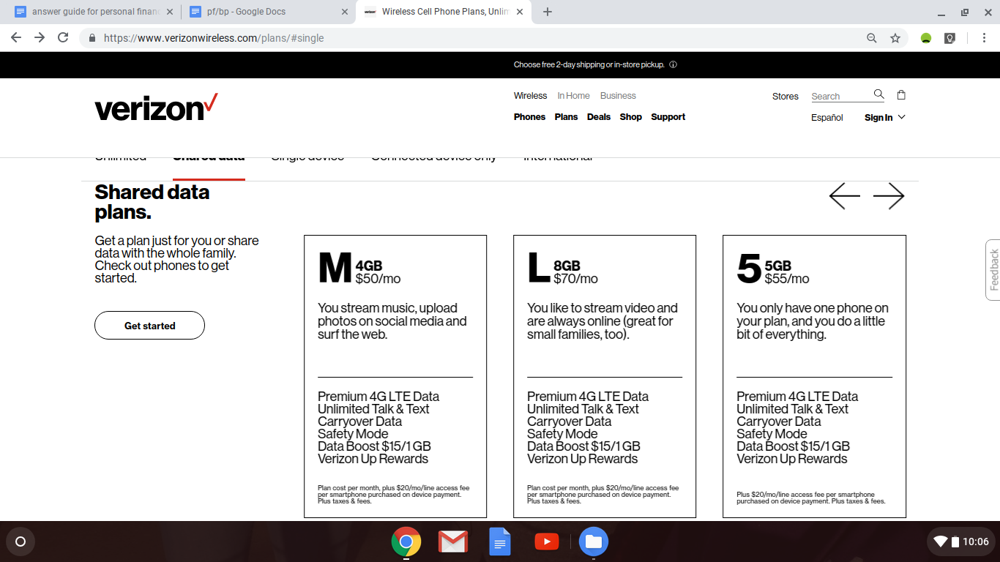 answer guide for personal finan
pf/bp - Google Docs
Wireless Cell Phone Plans, Unlim
https://www.verizonwireless.com/plans/#single
Choose free 2-day shipping or in-store pickup.
verizon
Wireless In Home Business
Stores Search
Phones Plans Deals Shop Support
Español Sign In
Unlimited Shared data Single device Connected device only International
Shared data
plans.
Get a plan just for you or share
data with the whole family.
Check out phones to get
started.
Get started
M 4GB
$50/mo
You stream music, upload
photos on social media and
surf the web.
Premium 4G LTE Data
Unlimited Talk & Text
Carryover Data
Safety Mode
Data Boost $15/1 GB
Verizon Up Rewards
Plan cost per month, plus $20/mo/line access fee
per smartphone purchased on device payment.
Plus taxes & fees.
L 8GB
$70/mo
You like to stream video and
are always online (great for
small families, too).
Premium 4G LTE Data
Unlimited Talk & Text
Carryover Data
Safety Mode
Data Boost $15/1 GB
Verizon Up Rewards
Plan cost per month, plus $20/mo/line access fee
per smartphone purchased on device payment.
Plus taxes & fees.
5 5GB
$55/mo
You only have one phone on
your plan, and you do a little
bit of everything.
Premium 4G LTE Data
Unlimited Talk & Text
Carryover Data
Safety Mode
Data Boost $15/1 GB
Verizon Up Rewards
Plus $20/mo/line access fee per smartphone
purchased on device payment. Plus taxes & fees.
Feedback
10:06